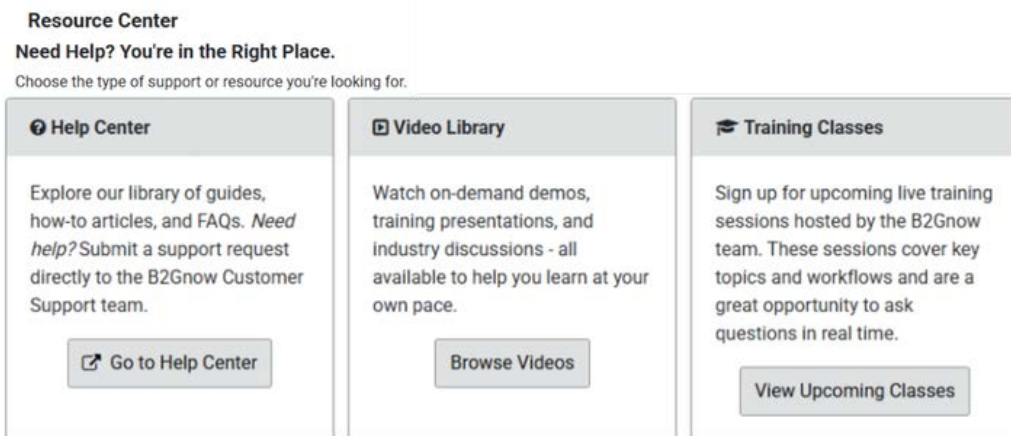 Resource Center
Need Help? You're in the Right Place.
Choose the type of support or resource you're looking for.
Help Center
Explore our library of guides,
how-to articles, and FAQs. Need
help? Submit a support request
directly to the B2Gnow Customer
Support team.
Go to Help Center
Video Library
Watch on-demand demos,
training presentations, and
industry discussions - all
available to help you learn at your
own pace.
Browse Videos
Training Classes
Sign up for upcoming live training
sessions hosted by the B2Gnow
team. These sessions cover key
topics and workflows and are a
great opportunity to ask
questions in real time.
View Upcoming Classes